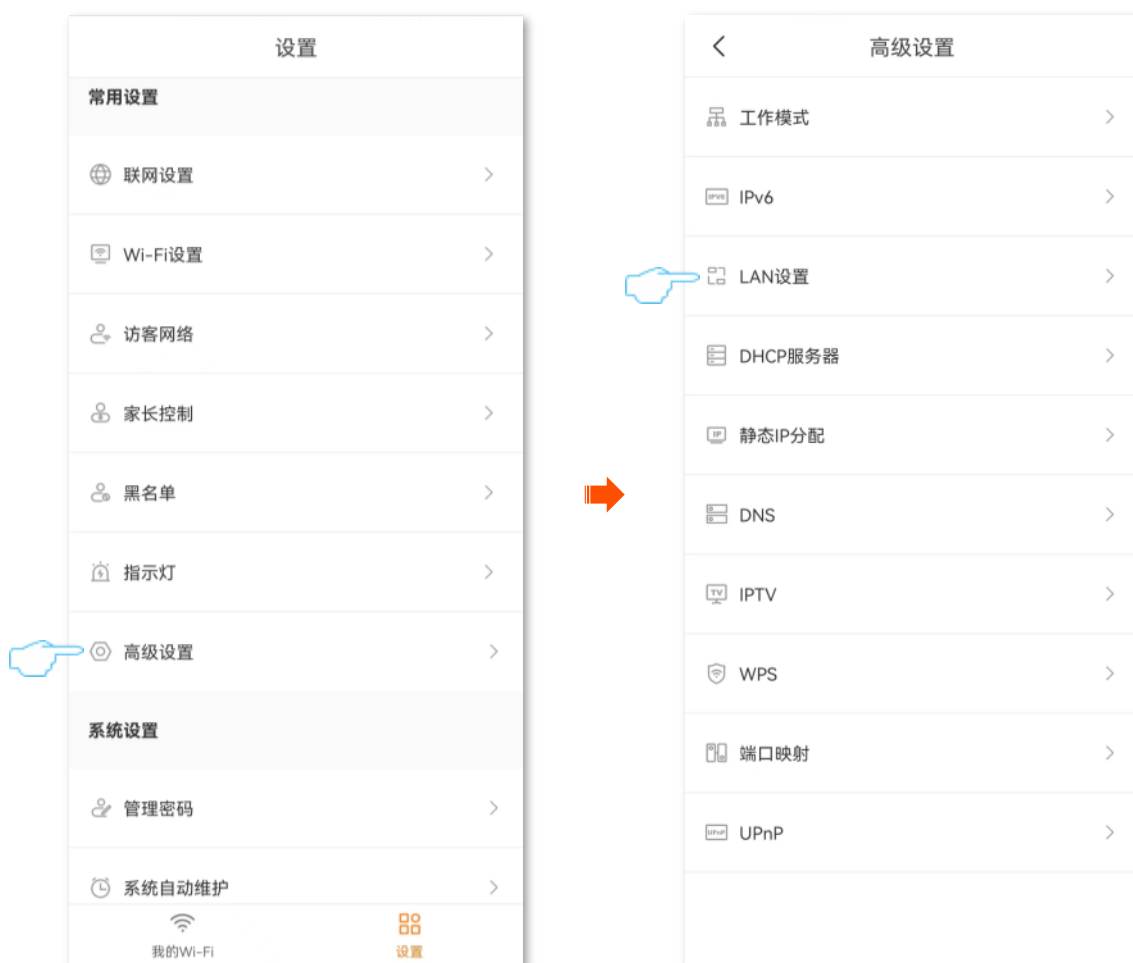 设置
常用设置
联网设置
Wi-Fi设置
访客网络
家长控制
黑名单
指示灯
高级设置
系统设置
管理密码
系统自动维护
我的Wi-Fi
设置
高级设置
工作模式
IPV6
IPv6
LAN设置
DHCP服务器
IP
静态IP分配
DNS
TV
IPTV
WPS
端口映射
UPnP
UPnP